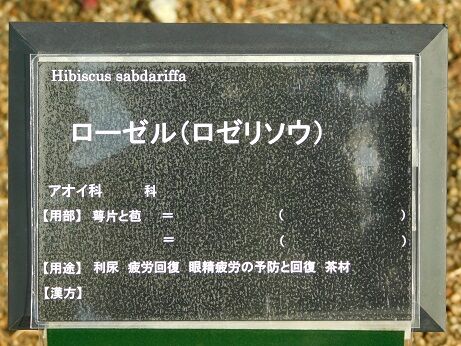 Hibiscus sabdariffa
ローゼル（ロゼリソウ）
アオイ科 科
【用部】 萼片と苞 ＝ （ ）
＝ （ ）
【用途】 利尿 疲労回復 眼精疲労の予防と回復 茶材
【漢方】